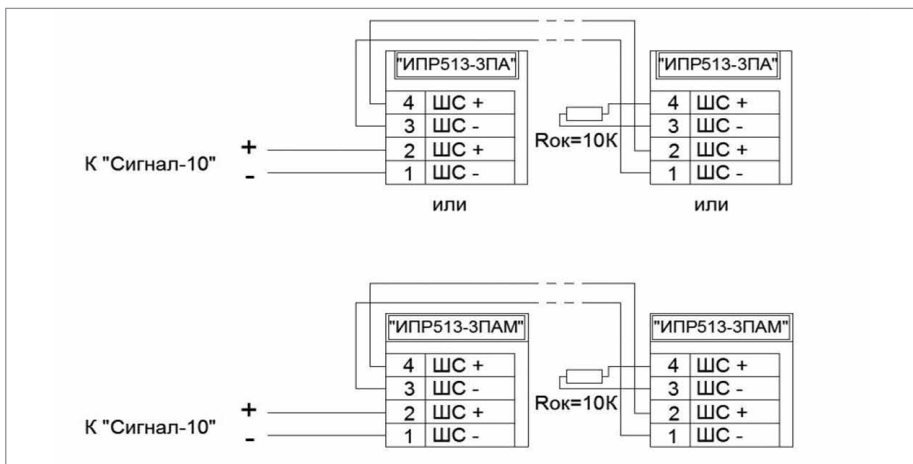 "ИПР513-3ПА" "ИПР513-3ПА"
4 ШС + 4 ШС +
3 ШС - Rок=10К 3 ШС -
К "Сигнал-10" + 2 ШС + 2 ШС +
- 1 ШС - 1 ШС -
или или
"ИПР513-3ПАМ" "ИПР513-3ПАМ"
4 ШС + 4 ШС +
3 ШС - Rок=10К 3 ШС -
К "Сигнал-10" + 2 ШС + 2 ШС +
- 1 ШС - 1 ШС -